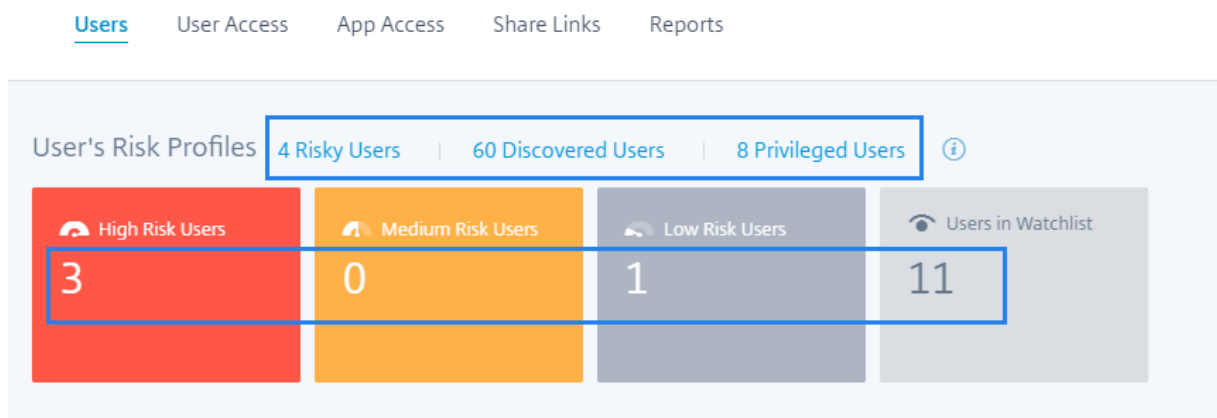 Users User Access App Access Share Links Reports
User's Risk Profiles 4 Risky Users | 60 Discovered Users | 8 Privileged Users i
High Risk Users
3
Medium Risk Users
0
Low Risk Users
1
Users in Watchlist
11